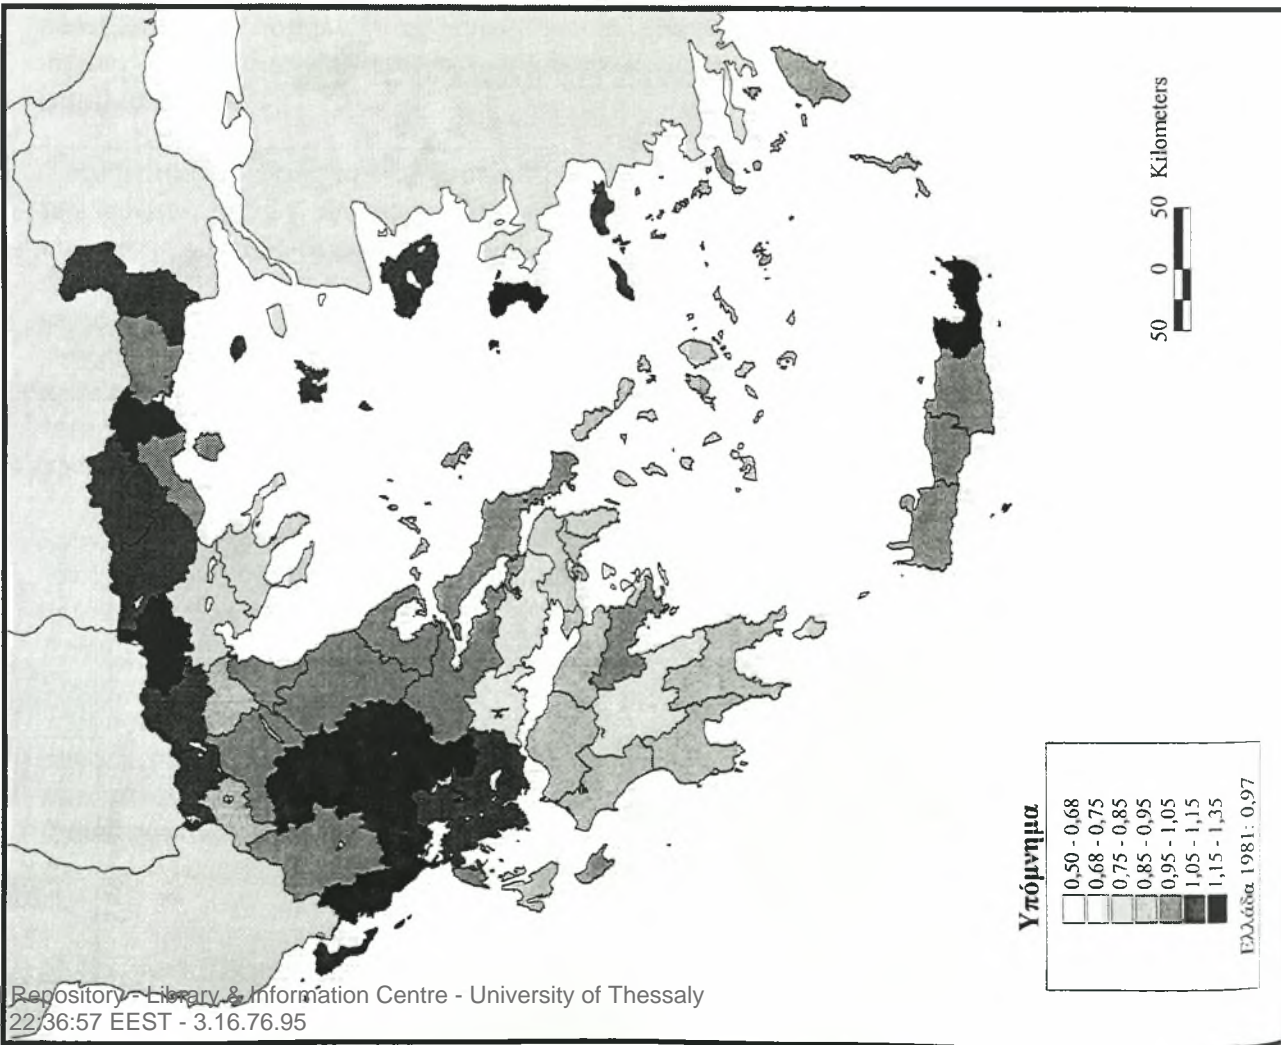 50 0 50 Kilometers
Υπόμνημα
0,50 - 0,68
0,68 - 0,75
0,75 - 0,85
0,85 - 0,95
0,95 - 1,05
1,05 - 1,15
1,15 - 1,35
Ελλάδα 1981: 0,97
Repository - Library & Information Centre - University of Thessaly
22:36:57 EEST - 3.16.76.95